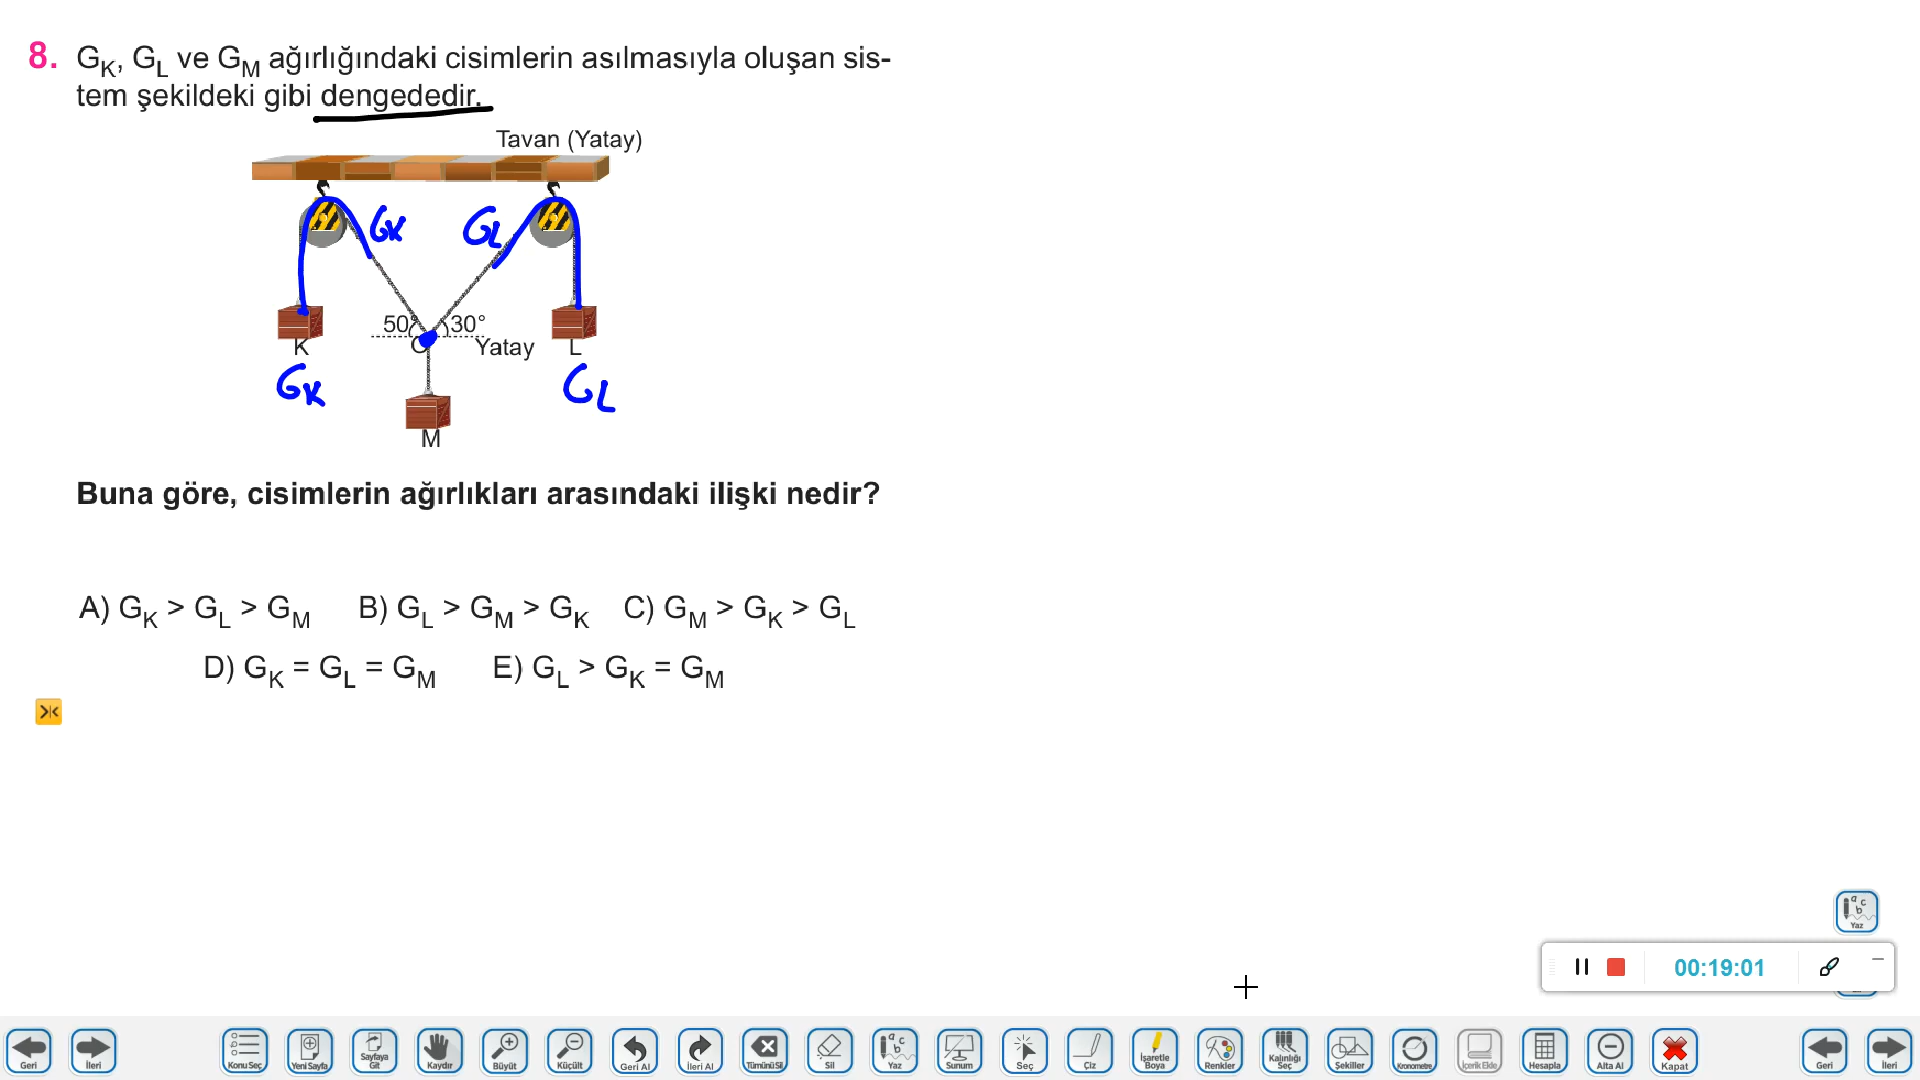 8. GK, GL ve GM ağırlığındaki cisimlerin asılmasıyla oluşan sis-
tem şekildeki gibi dengededir.
Tavan (Yatay)
GK GL
50° 30°
O Yatay
K L
GK GL
M
Buna göre, cisimlerin ağırlıkları arasındaki ilişki nedir?
A) GK > GL > GM B) GL > GM > GK C) GM > GK > GL
D) GK = GL = GM E) GL > GK = GM
a b c
Yaz
00:19:01
Geri İleri Konu Seç Yeni Sayfa Sayfaya Git Kaydır Büyüt Küçült Geri Al İleri Al Tümünü Sil Sil Yaz Sunum Seç Çiz İşaretle Boya Renkler Kalınlığı Seç Şekiller Kronometre İçerik Ekle Hesapla Alta Al Kapat Geri İleri